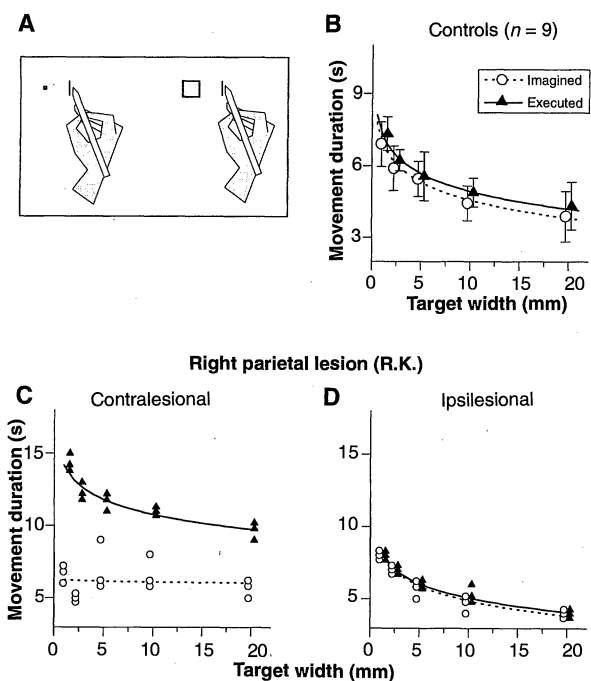 A
B
Controls (n = 9)
Movement duration (s)
9
6
3
Imagined
Executed
0 5 10 15 20
Target width (mm)
Right parietal lesion (R.K.)
C
Contralesional
D
Ipsilesional
Movement duration (s)
15
10
5
15
10
5
0 5 10 15 20
0 5 10 15 20
Target width (mm)